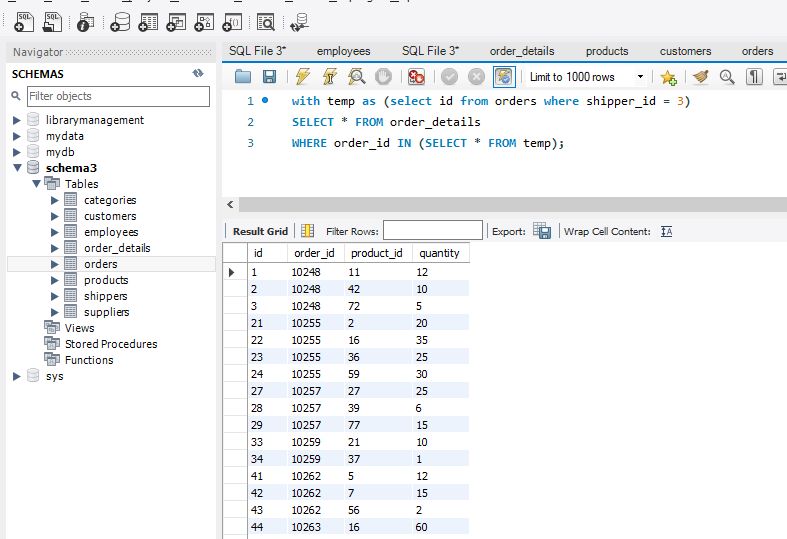 SQL File 3* employees SQL File 3* order_details products customers orders
Navigator
SCHEMAS
Filter objects
librarymanagement
mydata
mydb
schema3
Tables
categories
customers
employees
order_details
orders
products
shippers
suppliers
Views
Stored Procedures
Functions
sys
Limit to 1000 rows
1 with temp as (select id from orders where shipper_id = 3)
2 SELECT * FROM order_details
3 WHERE order_id IN (SELECT * FROM temp);
Result Grid Filter Rows: Export: Wrap Cell Content:
id order_id product_id quantity
1 10248 11 12
2 10248 42 10
3 10248 72 5
21 10255 2 20
22 10255 16 35
23 10255 36 25
24 10255 59 30
27 10257 27 25
28 10257 39 6
29 10257 77 15
33 10259 21 10
34 10259 37 1
41 10262 5 12
42 10262 7 15
43 10262 56 2
44 10263 16 60